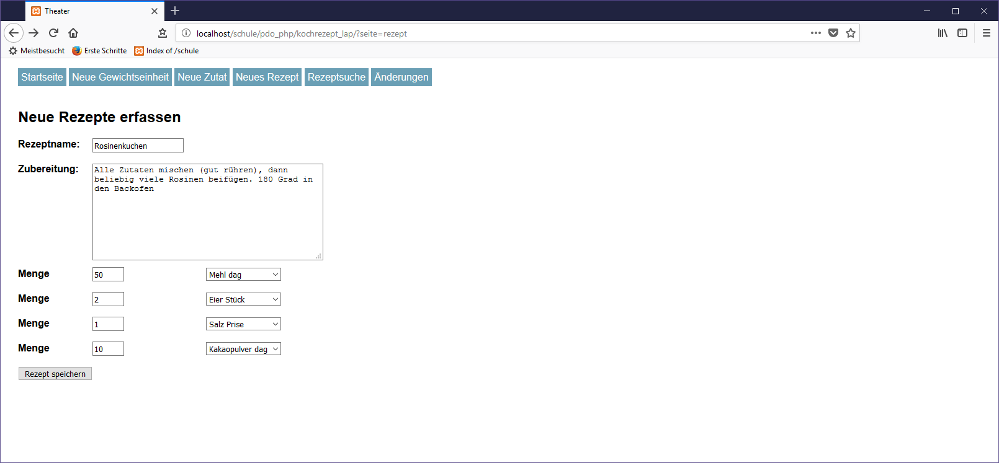 Theater
localhost/schule/pdo_php/kochrezept_lap/?seite=rezept
Meistbesucht Erste Schritte Index of /schule
Startseite Neue Gewichtseinheit Neue Zutat Neues Rezept Rezeptsuche Änderungen
Neue Rezepte erfassen
Rezeptname: Rosinenkuchen
Zubereitung: Alle Zutaten mischen (gut rühren), dann
beliebig viele Rosinen beifügen. 180 Grad in
den Backofen
Menge 50 Mehl dag
Menge 2 Eier Stück
Menge 1 Salz Prise
Menge 10 Kakaopulver dag
Rezept speichern